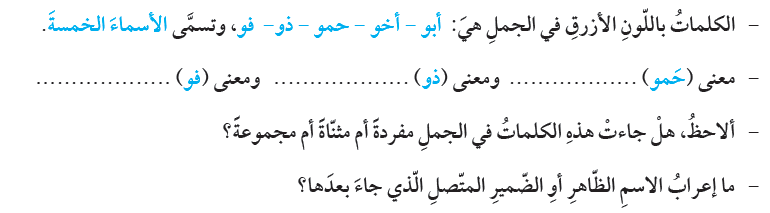 – الكلماتُ باللّونِ الأزرقِ في الجملِ هيَ: أبو – أخو – حمو – ذو– فو، وتسمَّى الأسماءَ الخمسةَ.
– معنى (حَمو) .................. ومعنى (ذو) ................... ومعنى (فو) ...................
– ألاحظُ، هلْ جاءتْ هذهِ الكلماتُ في الجملِ مفردةً أم مثنّاةً أم مجموعةً؟
– ما إعرابُ الاسمِ الظّاهرِ أوِ الضّميرِ المتّصلِ الّذي جاءَ بعدَها؟